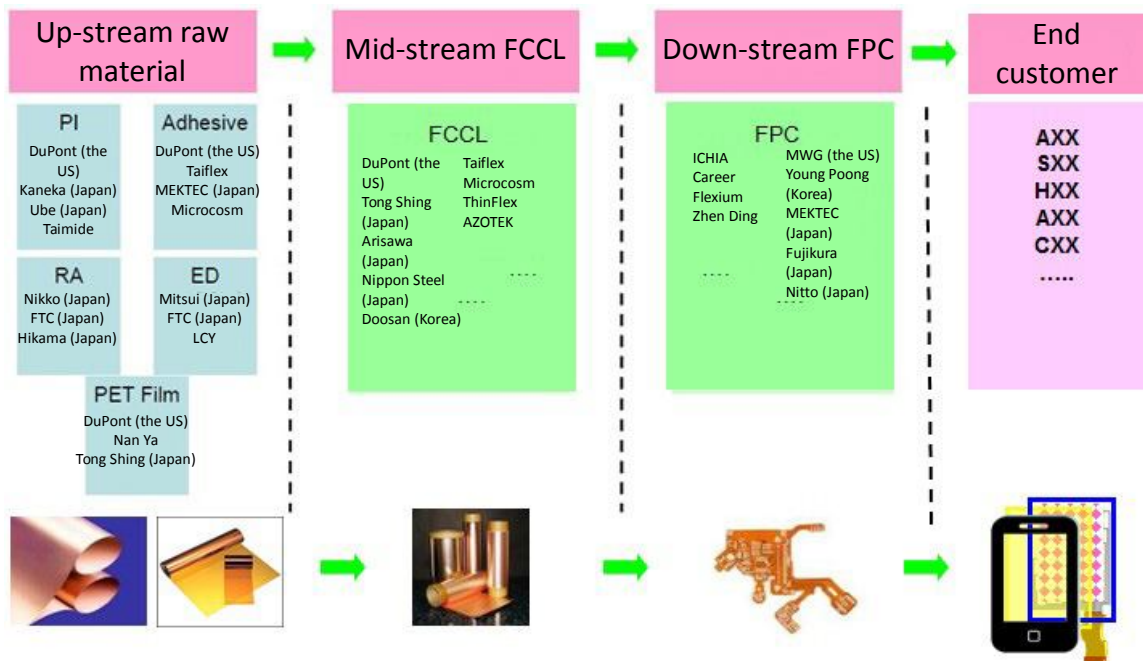 Up-stream raw
material
Mid-stream FCCL
Down-stream FPC
End
customer
PI
DuPont (the
US)
Kaneka (Japan)
Ube (Japan)
Taimide
Adhesive
DuPont (the US)
Taiflex
MEKTEC (Japan)
Microcosm
RA
Nikko (Japan)
FTC (Japan)
Hikama (Japan)
ED
Mitsui (Japan)
FTC (Japan)
LCY
PET Film
DuPont (the US)
Nan Ya
Tong Shing (Japan)
FCCL
DuPont (the
US)
Tong Shing
(Japan)
Arisawa
(Japan)
Nippon Steel
(Japan)
Doosan (Korea)
....
Taiflex
Microcosm
ThinFlex
AZOTEK
....
FPC
ICHIA
Career
Flexium
Zhen Ding
....
MWG (the US)
Young Poong
(Korea)
MEKTEC
(Japan)
Fujikura
(Japan)
Nitto (Japan)
....
AXX
SXX
HXX
AXX
CXX
.....